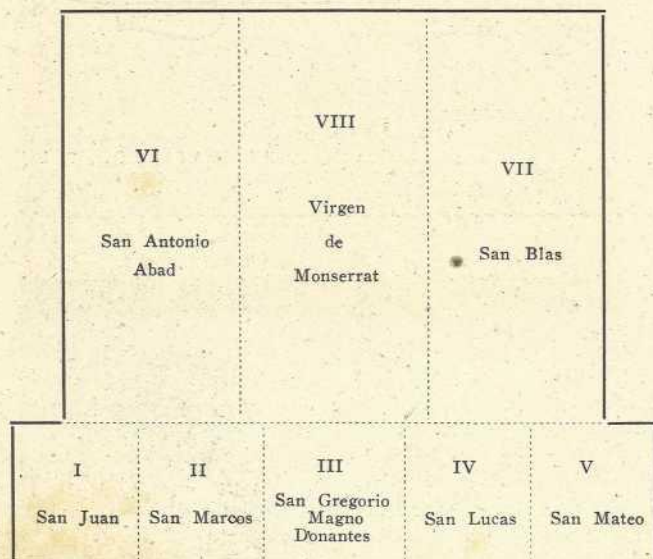 VI
San Antonio
Abad
VIII
Virgen
de
Monserrat
VII
San Blas
I
San Juan
II
San Marcos
III
San Gregorio
Magno
Donantes
IV
San Lucas
V
San Mateo